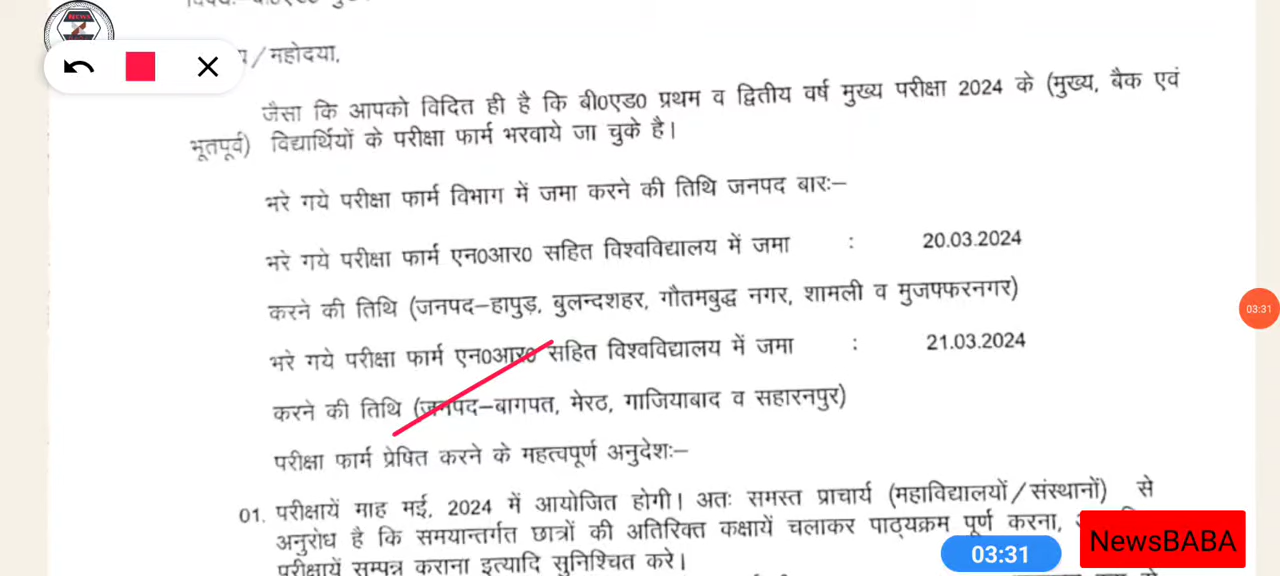 महोदया,
जैसा कि आपको विदित ही है कि बी0एड0 प्रथम व द्वितीय वर्ष मुख्य परीक्षा 2024 के (मुख्य, बैक एवं
भूतपूर्व) विद्यार्थियों के परीक्षा फार्म भरवाये जा चुके है।
भरे गये परीक्षा फार्म विभाग में जमा करने की तिथि जनपद बारः–
भरे गये परीक्षा फार्म एन0आर0 सहित विश्वविद्यालय में जमा : 20.03.2024
करने की तिथि (जनपद–हापुड़, बुलन्दशहर, गौतमबुद्ध नगर, शामली व मुजफ्फरनगर)
भरे गये परीक्षा फार्म एन0आर0 सहित विश्वविद्यालय में जमा : 21.03.2024
करने की तिथि (जनपद–बागपत, मेरठ, गाजियाबाद व सहारनपुर)
परीक्षा फार्म प्रेषित करने के महत्वपूर्ण अनुदेशः–
01. परीक्षायें माह मई, 2024 में आयोजित होगी। अतः समस्त प्राचार्य (महाविद्यालयों/संस्थानों) से
अनुरोध है कि समयान्तर्गत छात्रों की अतिरिक्त कक्षायें चलाकर पाठ्यक्रम पूर्ण करना,
परीक्षायें सम्पन्न कराना इत्यादि सुनिश्चित करे।
03:31
03:31
NewsBABA